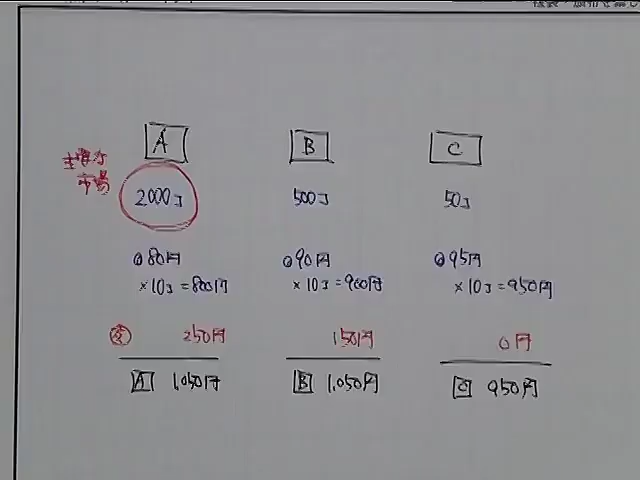 A B C
主要な
市場
2000コ 500コ 50コ
@80円 @90円 @95円
×10コ=800円 ×10コ=900円 ×10コ=950円
交 250円 150円 0円
A 1,050円 B 1,050円 C 950円